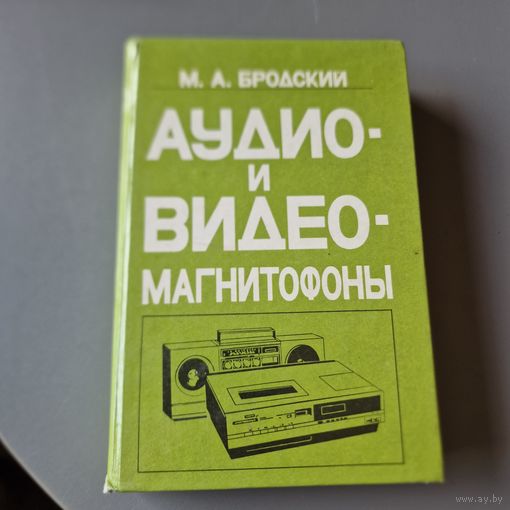 М. А. БРОДСКИЙ
АУДИО-
И
ВИДЕО-
МАГНИТОФОНЫ
www.ay.by